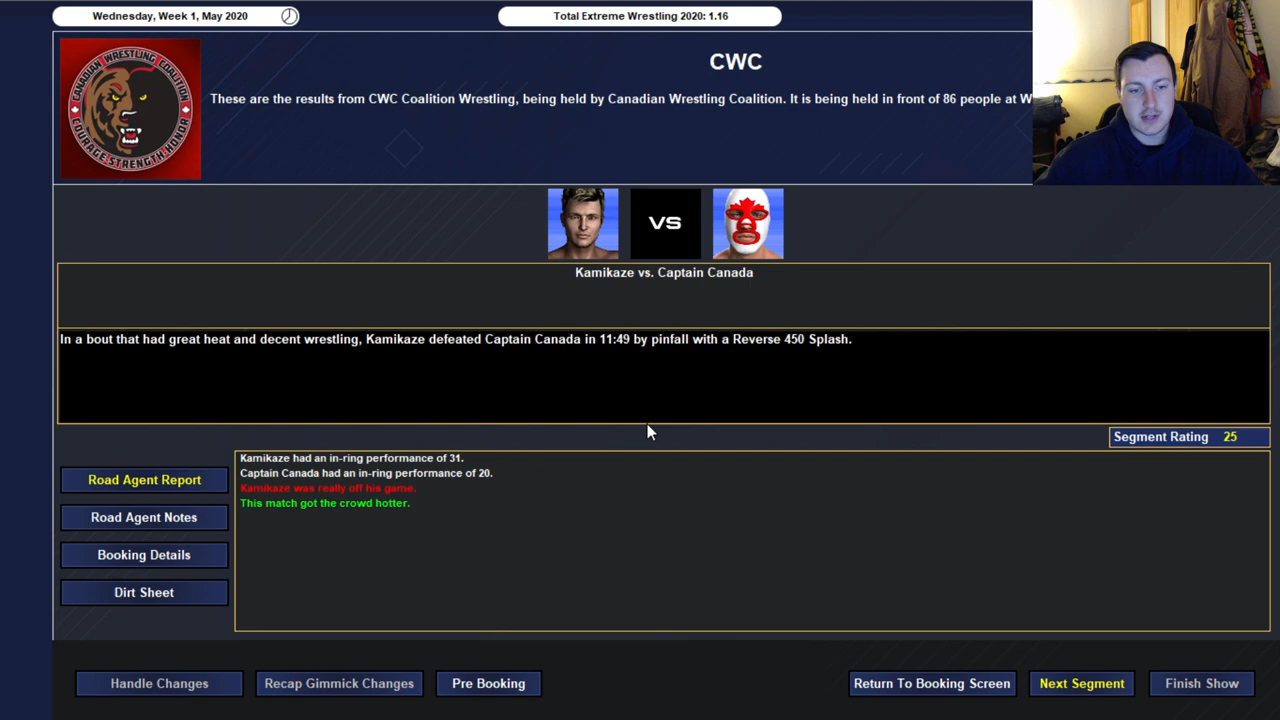 Wednesday, Week 1, May 2020
Total Extreme Wrestling 2020: 1.16
CANADIAN WRESTLING COALITION
COURAGE STRENGTH HONOR
CWC
These are the results from CWC Coalition Wrestling, being held by Canadian Wrestling Coalition. It is being held in front of 86 people at W
VS
Kamikaze vs. Captain Canada
In a bout that had great heat and decent wrestling, Kamikaze defeated Captain Canada in 11:49 by pinfall with a Reverse 450 Splash.
Segment Rating 25
Road Agent Report
Road Agent Notes
Booking Details
Dirt Sheet
Kamikaze had an in-ring performance of 31.
Captain Canada had an in-ring performance of 20.
Kamikaze was really off his game.
This match got the crowd hotter.
Handle Changes
Recap Gimmick Changes
Pre Booking
Return To Booking Screen
Next Segment
Finish Show